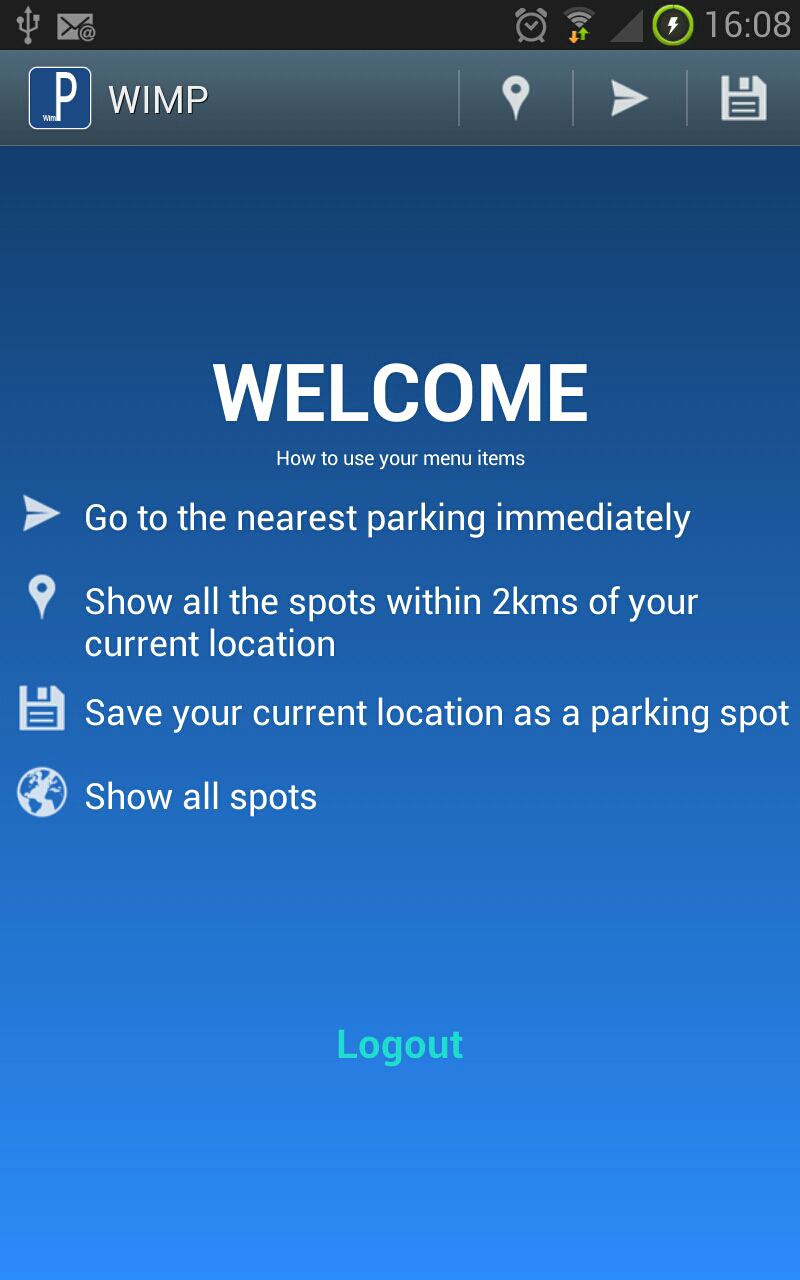 16:08
P
Wim
WIMP
WELCOME
How to use your menu items
Go to the nearest parking immediately
Show all the spots within 2kms of your
current location
Save your current location as a parking spot
Show all spots
Logout